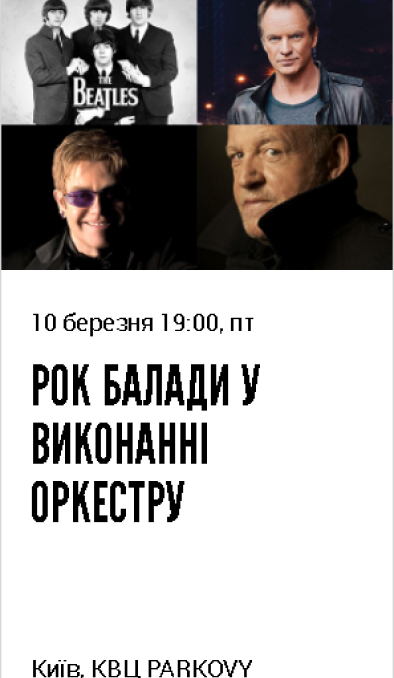 THE
BEATLES
10 березня 19:00, пт
РОК БАЛАДИ У
ВИКОНАННІ
ОРКЕСТРУ
Київ, КВЦ PARKOVY